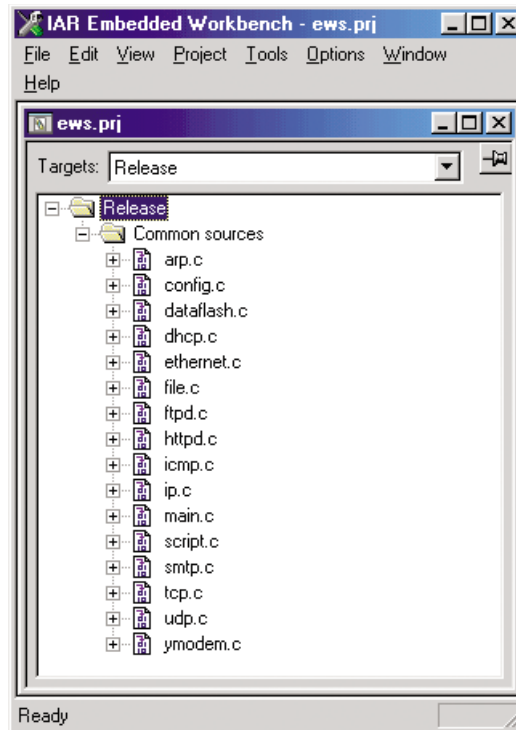 IAR Embedded Workbench - ews.prj
File Edit View Project Tools Options Window
Help
ews.prj
Targets: Release
Release
Common sources
arp.c
config.c
dataflash.c
dhcp.c
ethernet.c
file.c
ftpd.c
httpd.c
icmp.c
ip.c
main.c
script.c
smtp.c
tcp.c
udp.c
ymodem.c
Ready